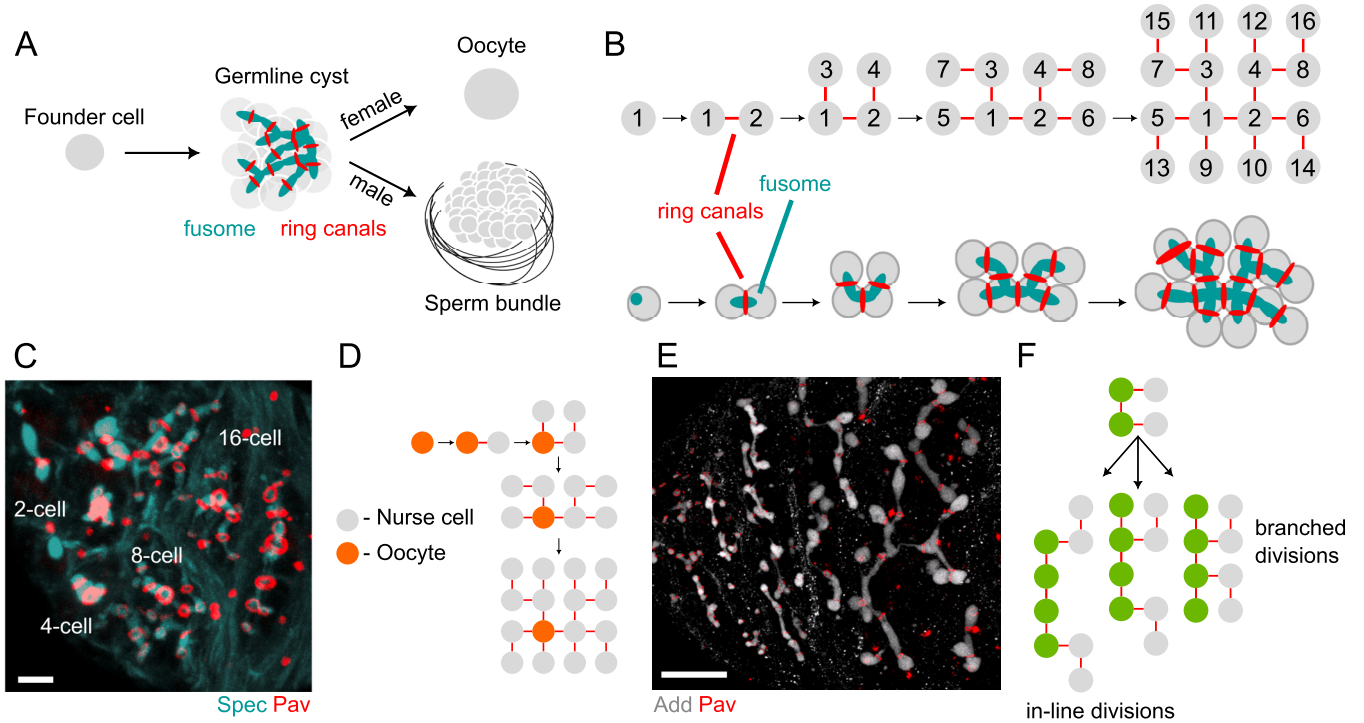 A
Founder cell
Germline cyst
fusome ring canals
female
male
Oocyte
Sperm bundle
B
1
1 2
3 4
1 2
7 3 4 8
5 1 2 6
15 11 12 16
7 3 4 8
5 1 2 6
13 9 10 14
ring canals
fusome
C
16-cell
2-cell
8-cell
4-cell
Spec Pav
D
- Nurse cell
- Oocyte
E
Add Pav
F
branched
divisions
in-line divisions